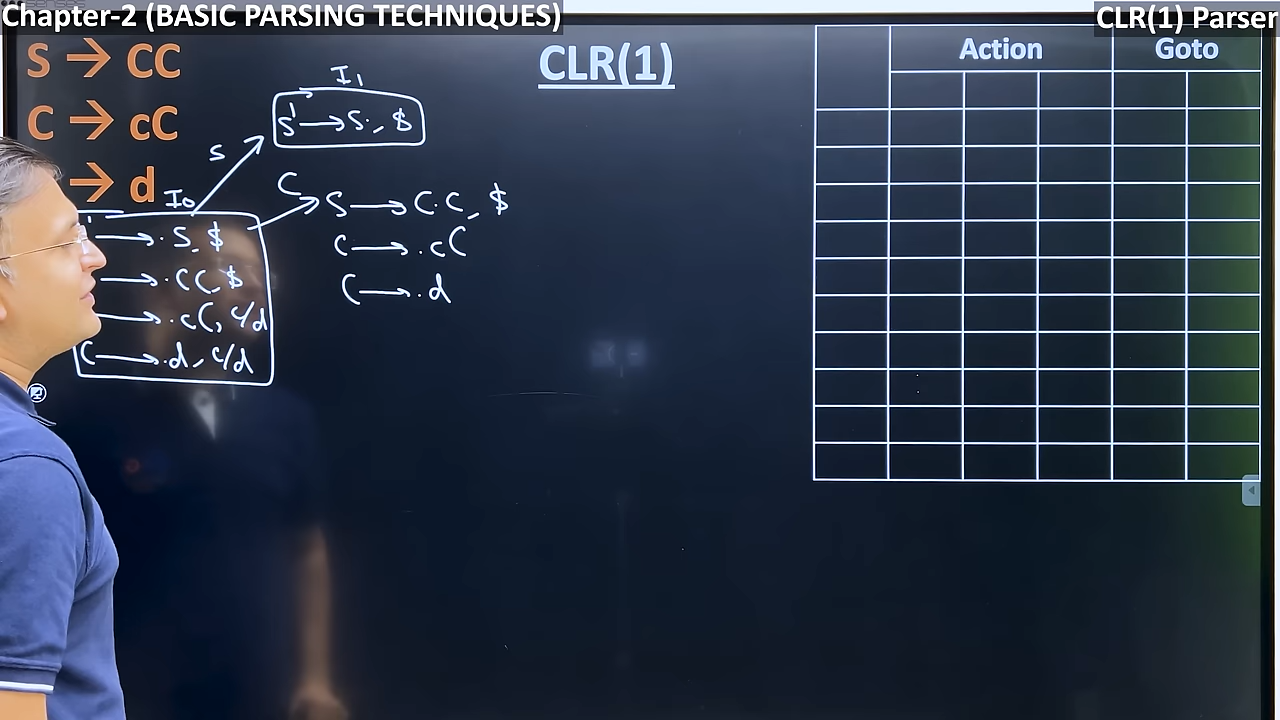 Chapter-2 (BASIC PARSING TECHNIQUES)
CLR(1) Parser
S → CC
C → cC
→ d
CLR(1)
Action Goto
I₁
S' → S., $
S
I₀
C
' → .S, $
→ .CC, $
→ .cC, c/d
C → .d, c/d
S → C.C, $
C → .cC
C → .d